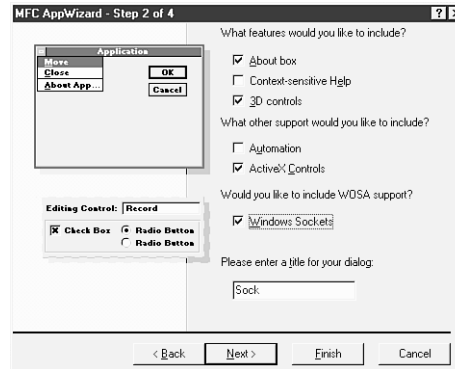 MFC AppWizard - Step 2 of 4
Application
Move
Close
About App...
OK
Cancel
Editing Control: Record
Check Box
Radio Button
Radio Button
What features would you like to include?
About box
Context-sensitive Help
3D controls
What other support would you like to include?
Automation
ActiveX Controls
Would you like to include WOSA support?
Windows Sockets
Please enter a title for your dialog:
Sock
< Back
Next >
Finish
Cancel